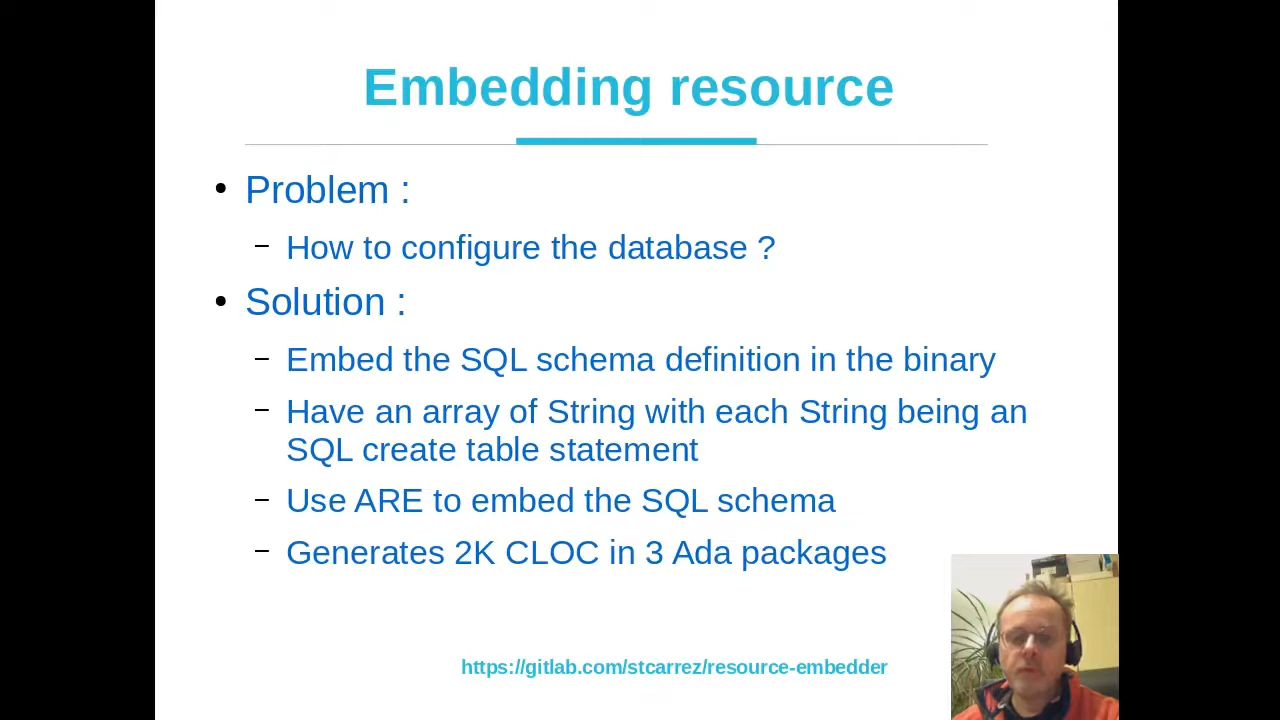 Embedding resource
• Problem :
– How to configure the database ?
• Solution :
– Embed the SQL schema definition in the binary
– Have an array of String with each String being an
SQL create table statement
– Use ARE to embed the SQL schema
– Generates 2K CLOC in 3 Ada packages
https://gitlab.com/stcarrez/resource-embedder